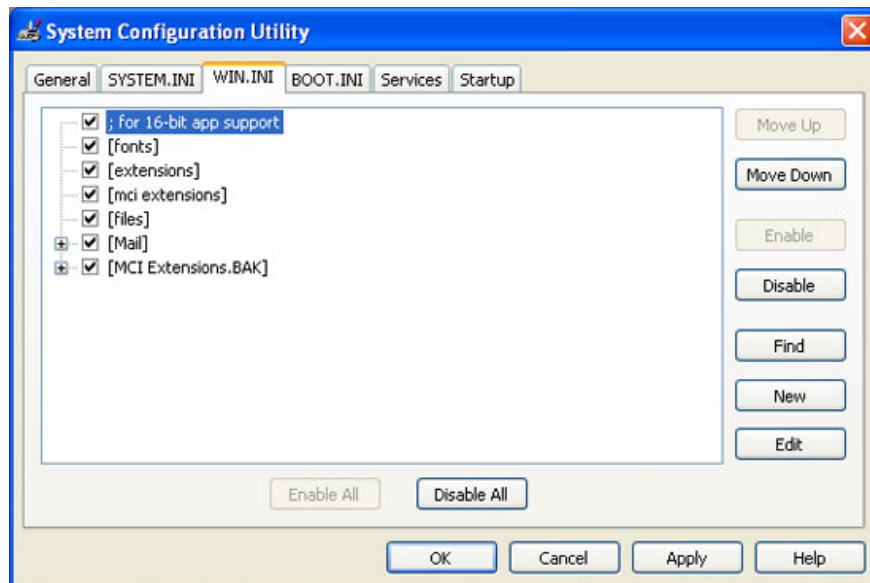 System Configuration Utility
General SYSTEM.INI WIN.INI BOOT.INI Services Startup
; for 16-bit app support
[fonts]
[extensions]
[mci extensions]
[files]
[Mail]
[MCI Extensions.BAK]
Move Up
Move Down
Enable
Disable
Find
New
Edit
Enable All Disable All
OK Cancel Apply Help